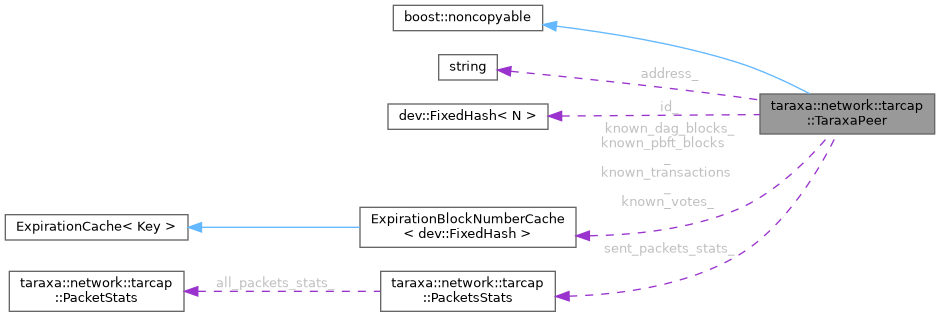 boost::noncopyable
string
address_
taraxa::network::tarcap
::TaraxaPeer
dev::FixedHash< N >
id_
known_dag_blocks_
known_pbft_blocks
_
known_transactions
_
known_votes_
ExpirationCache< Key >
ExpirationBlockNumberCache
< dev::FixedHash >
sent_packets_stats_
taraxa::network::tarcap
::PacketStats
all_packets_stats_
taraxa::network::tarcap
::PacketsStats